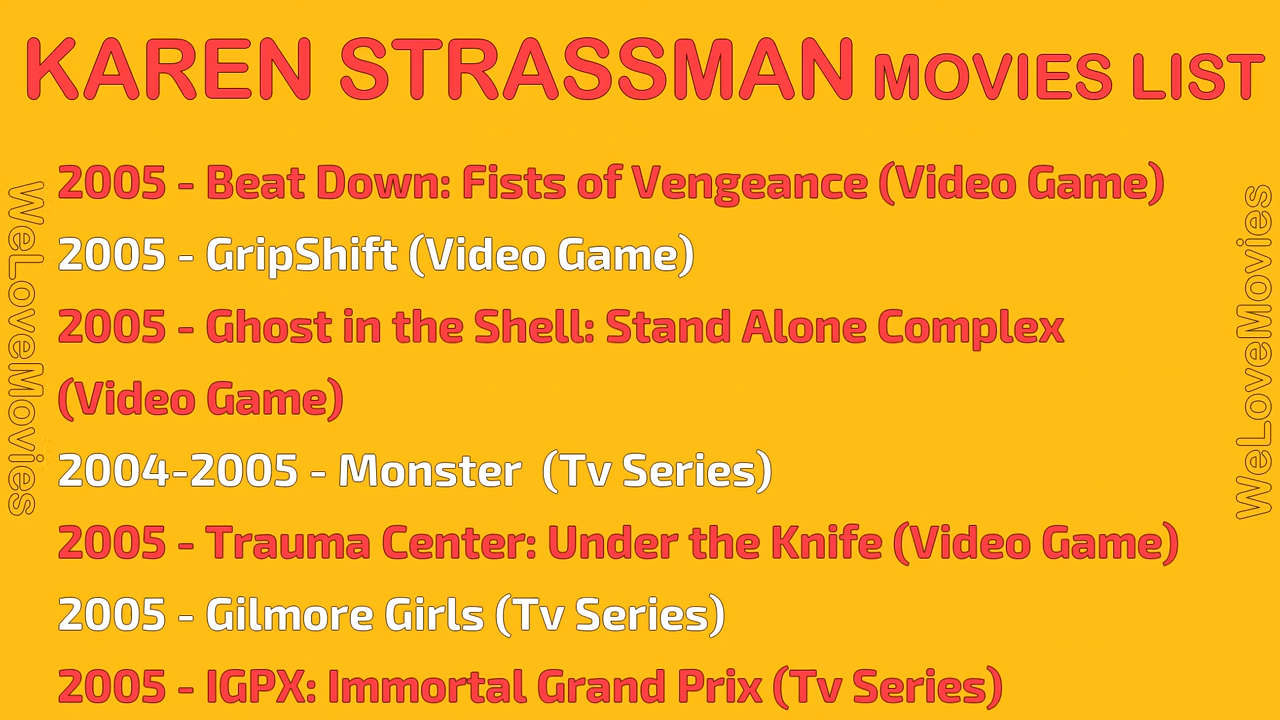 KAREN STRASSMAN MOVIES LIST
2005 - Beat Down: Fists of Vengeance (Video Game)
2005 - GripShift (Video Game)
2005 - Ghost in the Shell: Stand Alone Complex
(Video Game)
2004-2005 - Monster (Tv Series)
2005 - Trauma Center: Under the Knife (Video Game)
2005 - Gilmore Girls (Tv Series)
2005 - IGPX: Immortal Grand Prix (Tv Series)
WeLoveMovies
WeLoveMovies